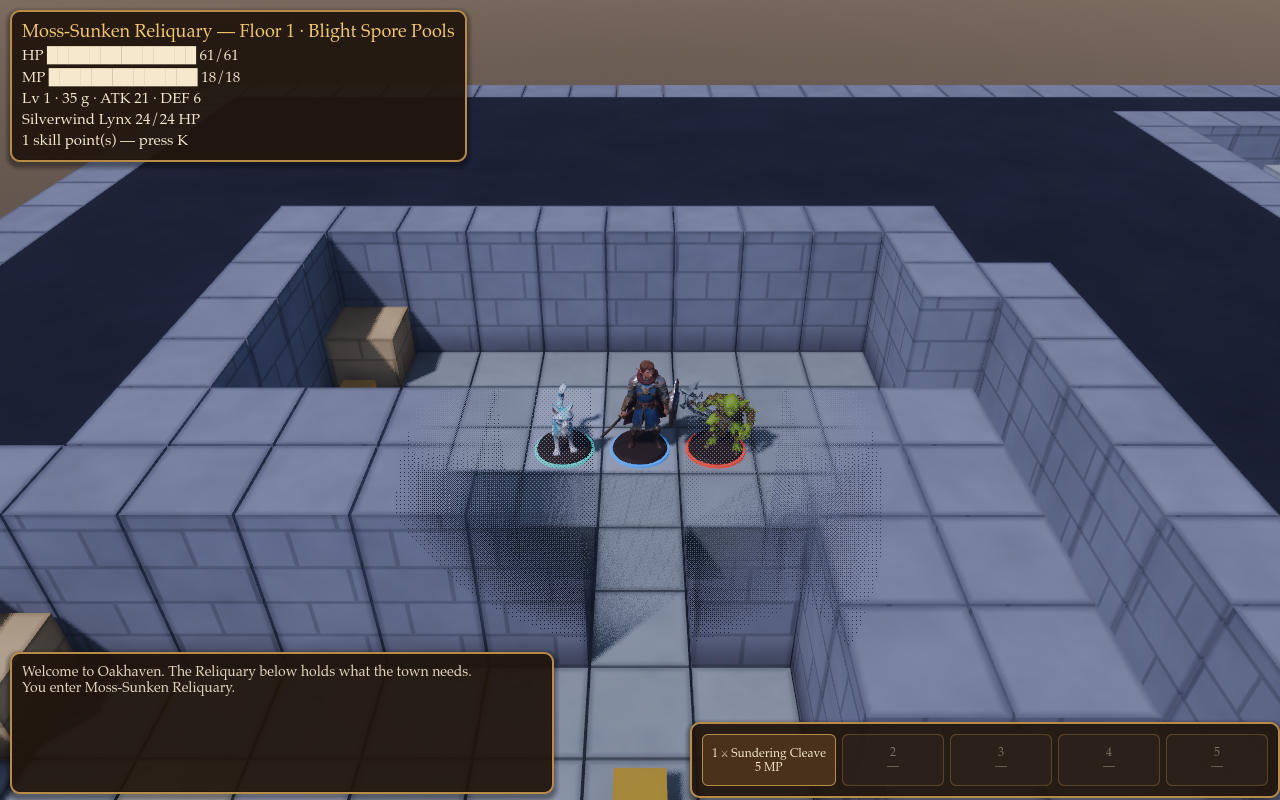 Moss-Sunken Reliquary — Floor 1 · Blight Spore Pools
HP ██████████████ 61/61
MP ██████████████ 18/18
Lv 1 · 35 g · ATK 21 · DEF 6
Silverwind Lynx 24/24 HP
1 skill point(s) — press K
Welcome to Oakhaven. The Reliquary below holds what the town needs.
You enter Moss-Sunken Reliquary.
1 ⚔ Sundering Cleave
5 MP
2
—
3
—
4
—
5
—